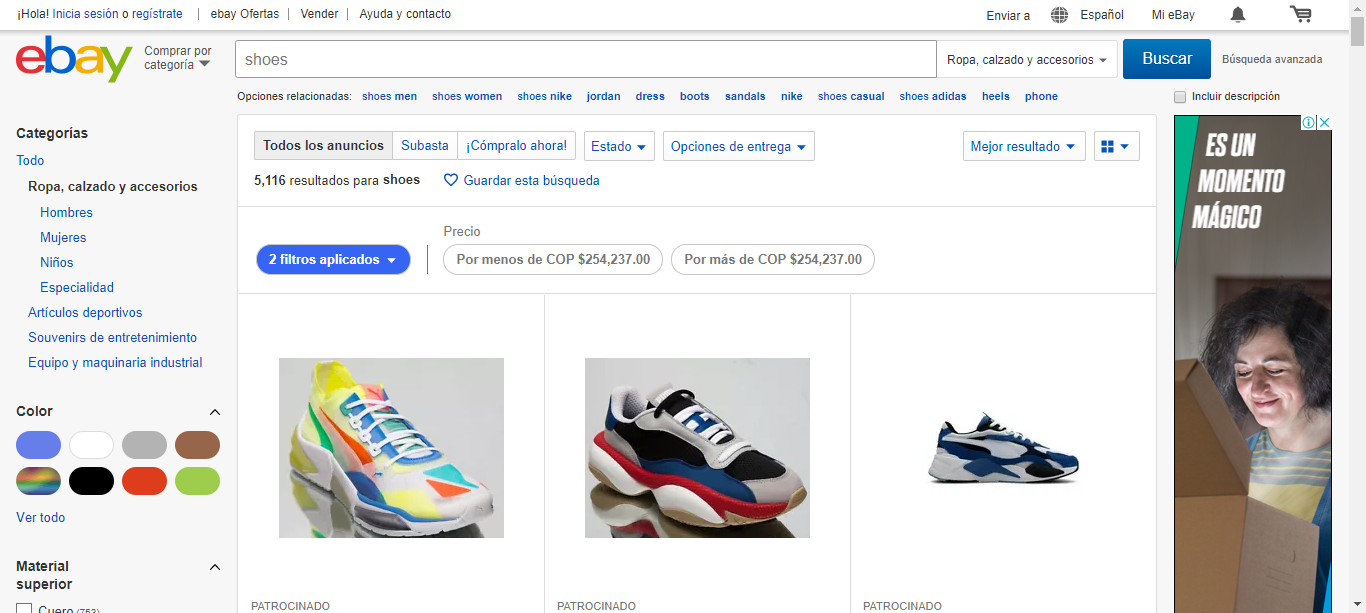 ¡Hola! Inicia sesión o regístrate
ebay Ofertas
Vender
Ayuda y contacto
Enviar a
Español
Mi eBay
ebay
Comprar por
categoría
shoes
Ropa, calzado y accesorios
Buscar
Búsqueda avanzada
Opciones relacionadas: shoes men shoes women shoes nike jordan dress boots sandals nike shoes casual shoes adidas heels phone
Incluir descripción
Categorías
Todo
Ropa, calzado y accesorios
Hombres
Mujeres
Niños
Especialidad
Artículos deportivos
Souvenirs de entretenimiento
Equipo y maquinaria industrial
Color
Ver todo
Material
superior
Cuero (753)
Todos los anuncios
Subasta
¡Cómpralo ahora!
Estado
Opciones de entrega
Mejor resultado
5,116 resultados para shoes
Guardar esta búsqueda
Precio
2 filtros aplicados
Por menos de COP $254,237.00
Por más de COP $254,237.00
PATROCINADO
PATROCINADO
PATROCINADO
ES UN
MOMENTO
MÁGICO